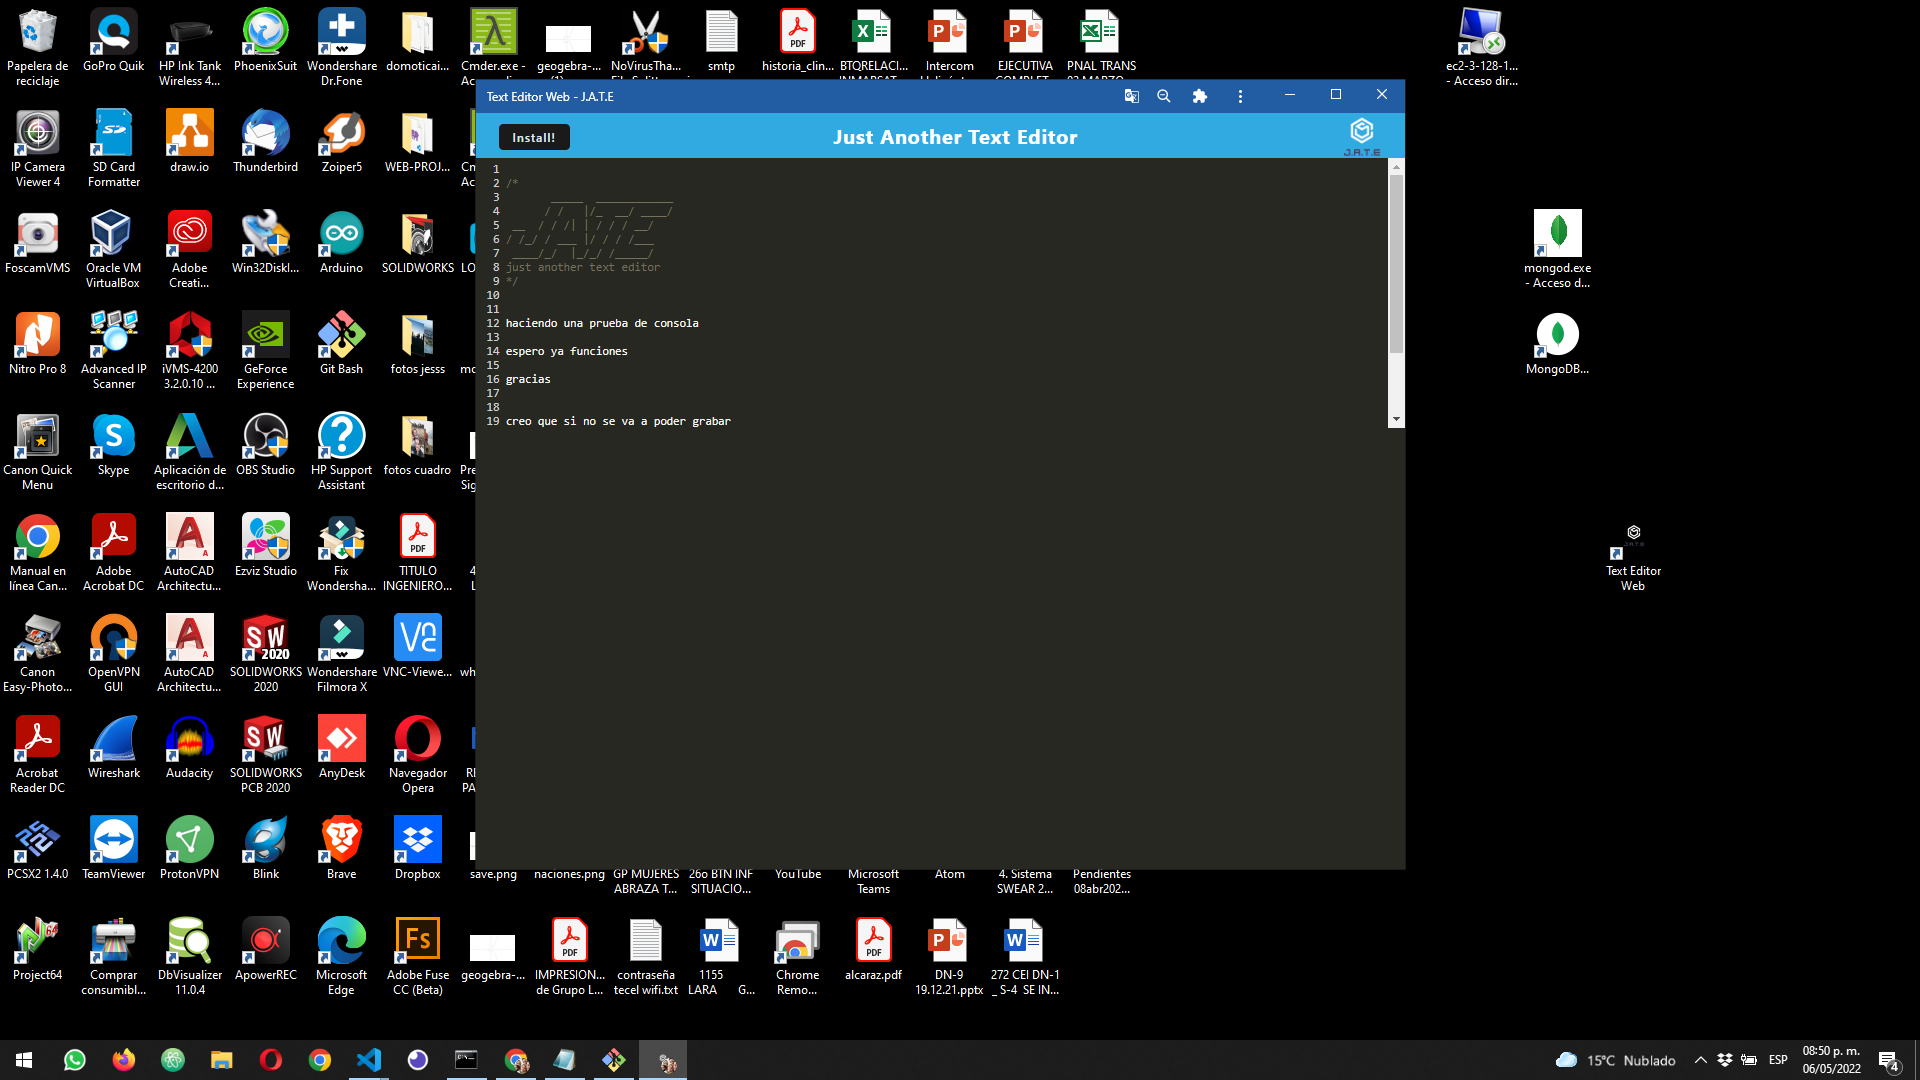 Papelera de reciclaje
GoPro Quik
HP Ink Tank Wireless 4...
PhoenixSuit
Wondershare Dr.Fone
domoticai...
Cmder.exe -
geogebra-...
NoVirusTha...
smtp
historia_clin...
BTQRELACI...
Intercom
EJECUTIVA
PNAL TRANS
ec2-3-128-1... - Acceso dir...
Text Editor Web - J.A.T.E
Install!
Just Another Text Editor
J.A.T.E
1
2 /*
3
4
5
6
7
8 just another text editor
9 */
10
11
12 haciendo una prueba de consola
13
14 espero ya funciones
15
16 gracias
17
18
19 creo que si no se va a poder grabar
IP Camera Viewer 4
SD Card Formatter
draw.io
Thunderbird
Zoiper5
WEB-PROJ...
FoscamVMS
Oracle VM VirtualBox
Adobe Creati...
Win32DiskI...
Arduino
SOLIDWORKS
mongod.exe - Acceso d...
Nitro Pro 8
Advanced IP Scanner
iVMS-4200 3.2.0.10 ...
GeForce Experience
Git Bash
fotos jesss
MongoDB...
Canon Quick Menu
Skype
Aplicación de escritorio d...
OBS Studio
HP Support Assistant
fotos cuadro
Manual en línea Can...
Adobe Acrobat DC
AutoCAD Architectu...
Ezviz Studio
Fix Wondersha...
TITULO INGENIERO...
Text Editor Web
Canon Easy-Photo...
OpenVPN GUI
AutoCAD Architectu...
SOLIDWORKS 2020
Wondershare Filmora X
VNC-Viewe...
Acrobat Reader DC
Wireshark
Audacity
SOLIDWORKS PCB 2020
AnyDesk
Navegador Opera
PCSX2 1.4.0
TeamViewer
ProtonVPN
Blink
Brave
Dropbox
save.png
naciones.png
GP MUJERES ABRAZA T...
26o BTN INF SITUACIO...
YouTube
Microsoft Teams
Atom
4. Sistema SWEAR 2...
Pendientes 08abr202...
Project64
Comprar consumibl...
DbVisualizer 11.0.4
ApowerREC
Microsoft Edge
Adobe Fuse CC (Beta)
geogebra-...
IMPRESION... de Grupo L...
contraseña tecel wifi.txt
1155 LARA G...
Chrome Remo...
alcaraz.pdf
DN-9 19.12.21.pptx
272 CEI DN-1 _ S-4 SE IN...
15°C Nublado
ESP
08:50 p. m.
06/05/2022
4